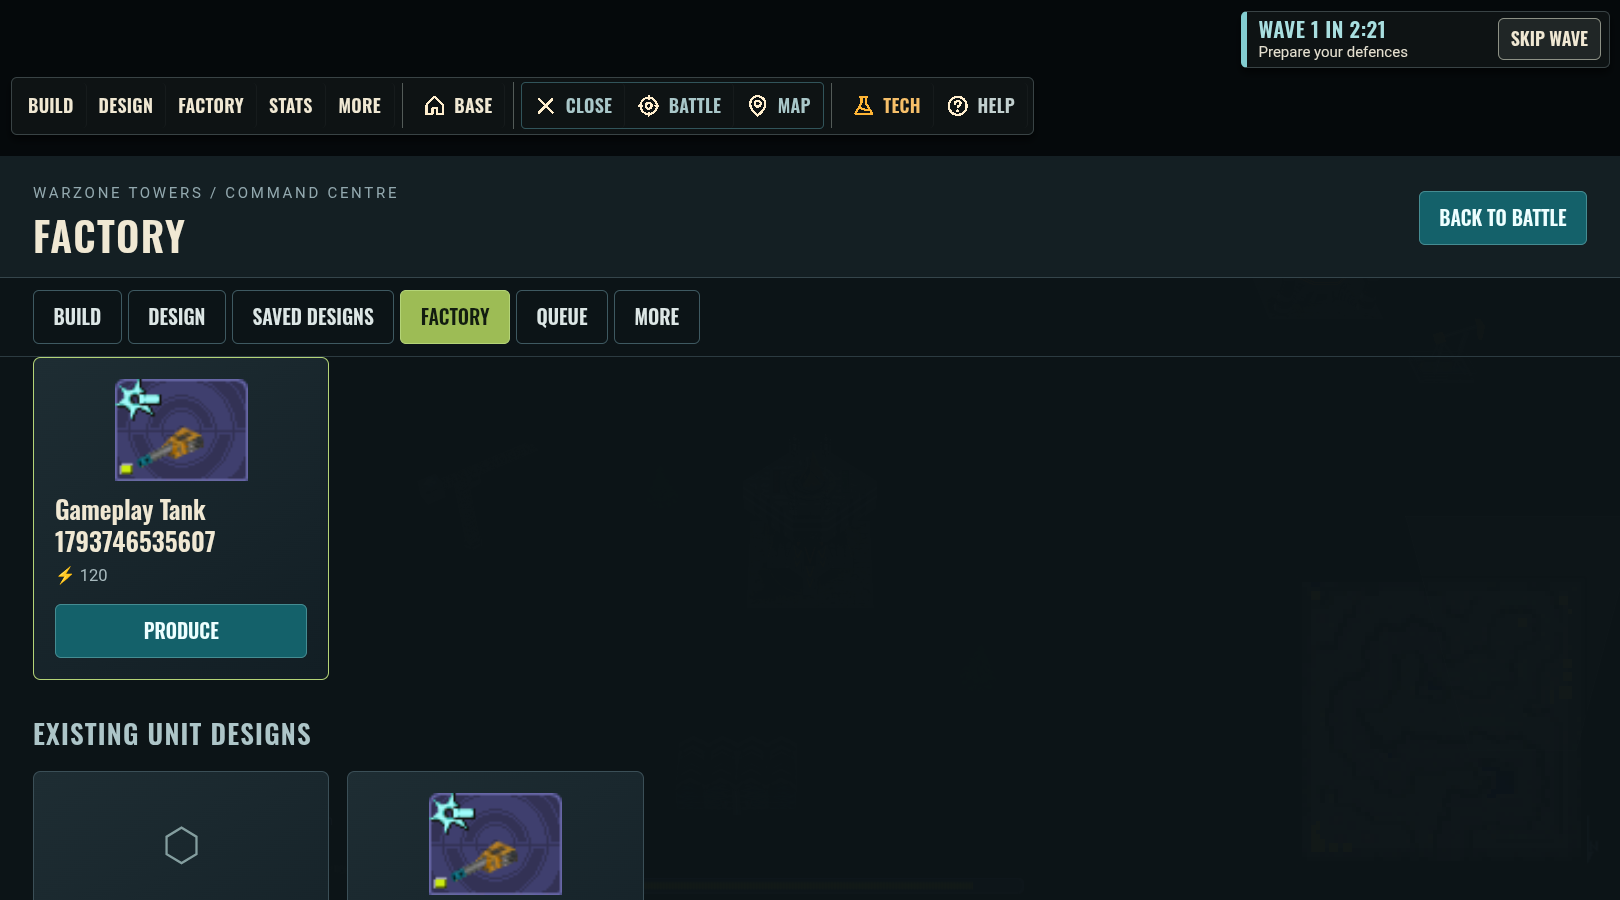 WAVE 1 IN 2:21
Prepare your defences
SKIP WAVE
BUILD DESIGN FACTORY STATS MORE BASE CLOSE BATTLE MAP TECH HELP
WARZONE TOWERS / COMMAND CENTRE
FACTORY
BACK TO BATTLE
BUILD DESIGN SAVED DESIGNS FACTORY QUEUE MORE
Gameplay Tank
1793746535607
⚡ 120
PRODUCE
EXISTING UNIT DESIGNS